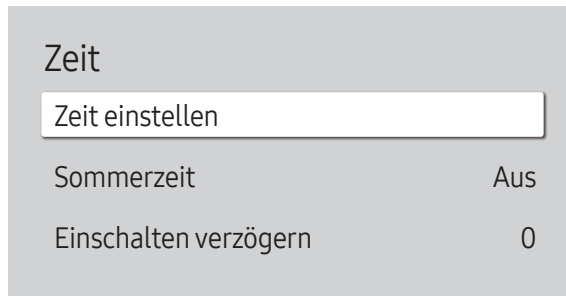 Zeit
Zeit einstellen
Sommerzeit Aus
Einschalten verzögern 0